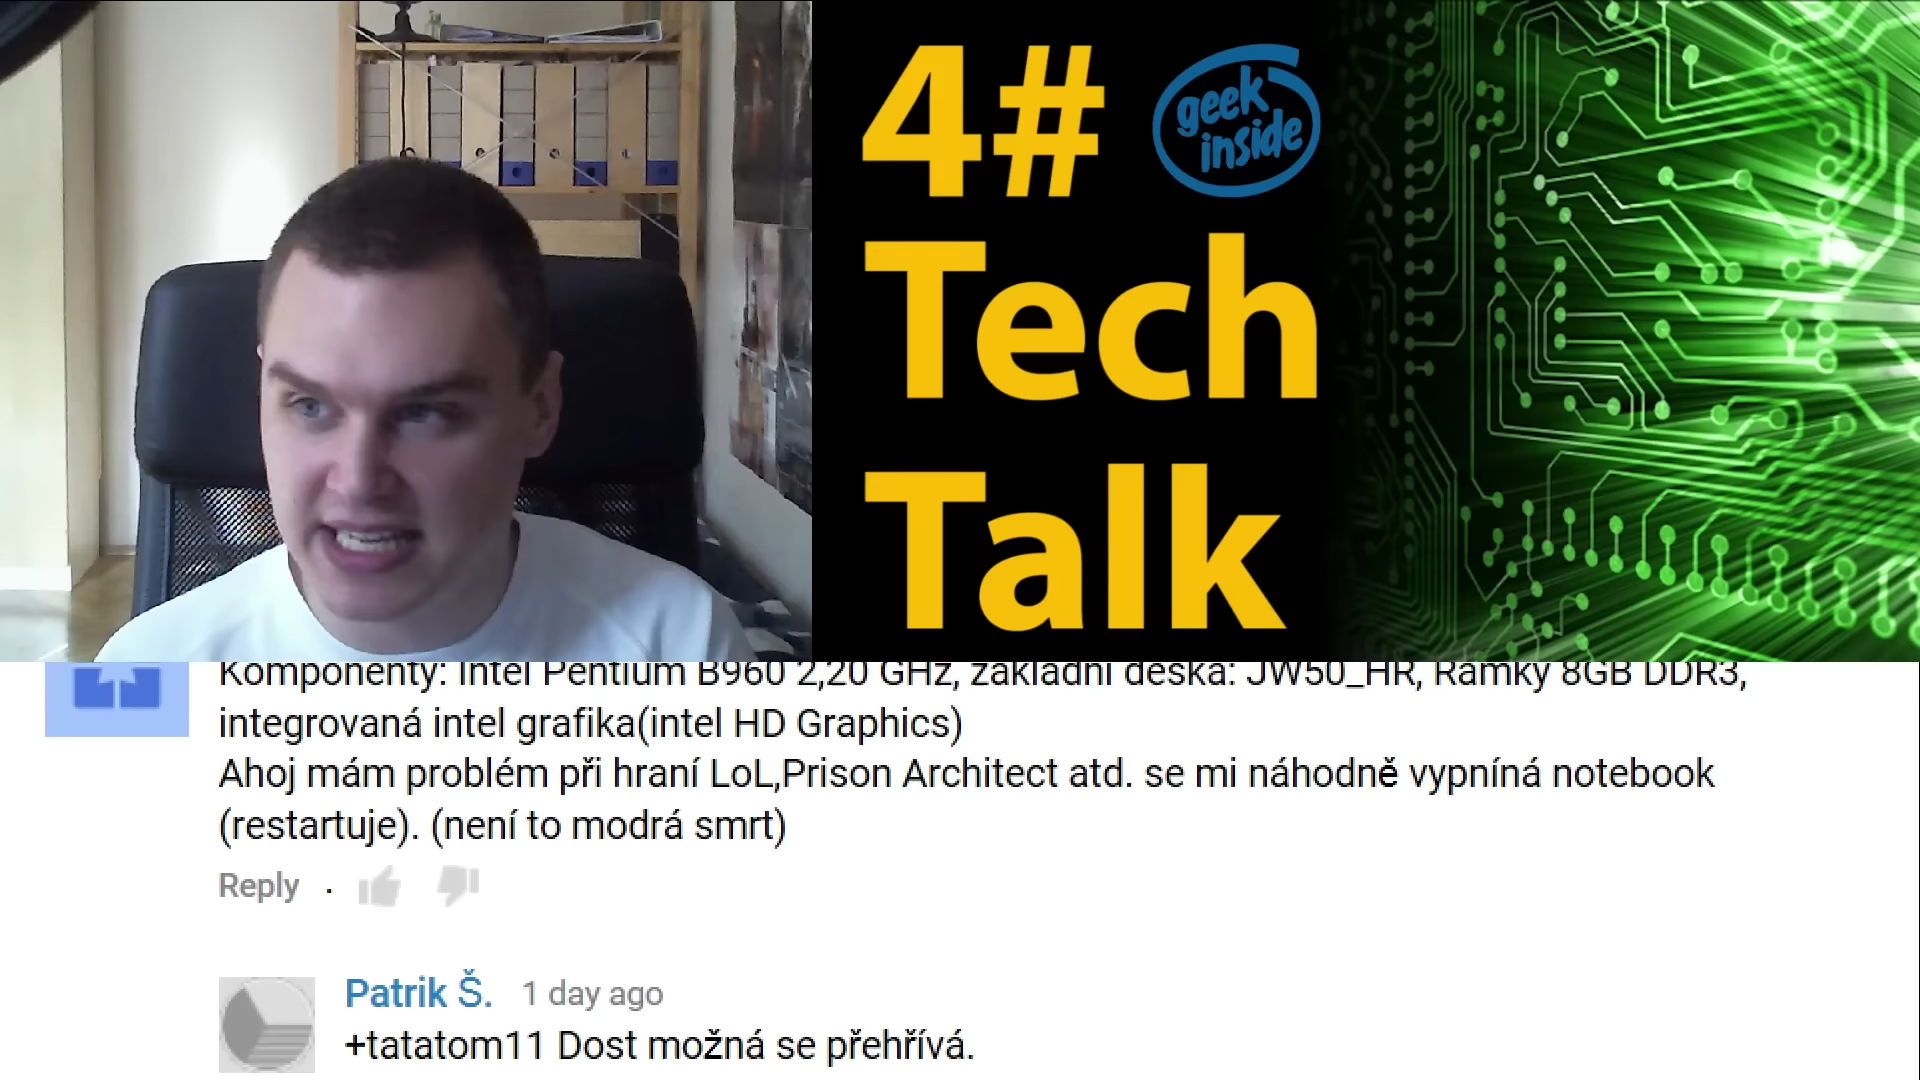 4#
geek
inside
Tech
Talk
Komponenty: Intel Pentium B960 2,20 GHz, základní deska: JW50_HR, Ramky 8GB DDR3,
integrovaná intel grafika(intel HD Graphics)
Ahoj mám problém při hraní LoL,Prison Architect atd. se mi náhodně vypníná notebook
(restartuje). (není to modrá smrt)
Reply ·
Patrik Š. 1 day ago
+tatatom11 Dost možná se přehřívá.